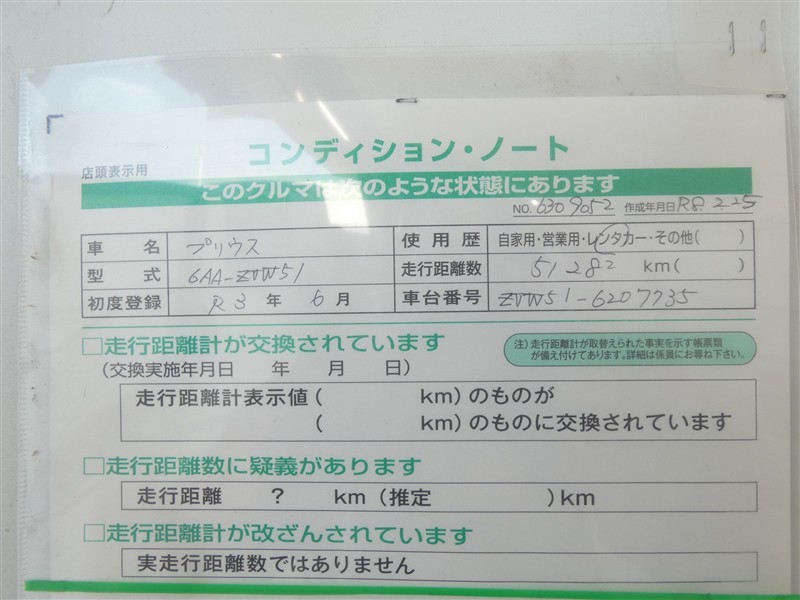 コンディション・ノート
店頭表示用
このクルマは次のような状態にあります
NO. 6309052 作成年月日 R8.2.25
車名 プリウス 使用歴 自家用・営業用・レンタカー・その他( )
型式 6AA-ZVW51 走行距離数 51282 km( )
初度登録 R3年6月 車台番号 ZVW51-6207735
□走行距離計が交換されています
注)走行距離計が取替えられた事実を示す帳票類
が備え付けてあります。詳細は係員にお尋ね下さい。
(交換実施年月日 年 月 日)
走行距離計表示値( km)のものが
( km)のものに交換されています
□走行距離数に疑義があります
走行距離 ? km(推定 )km
□走行距離計が改ざんされています
実走行距離数ではありません